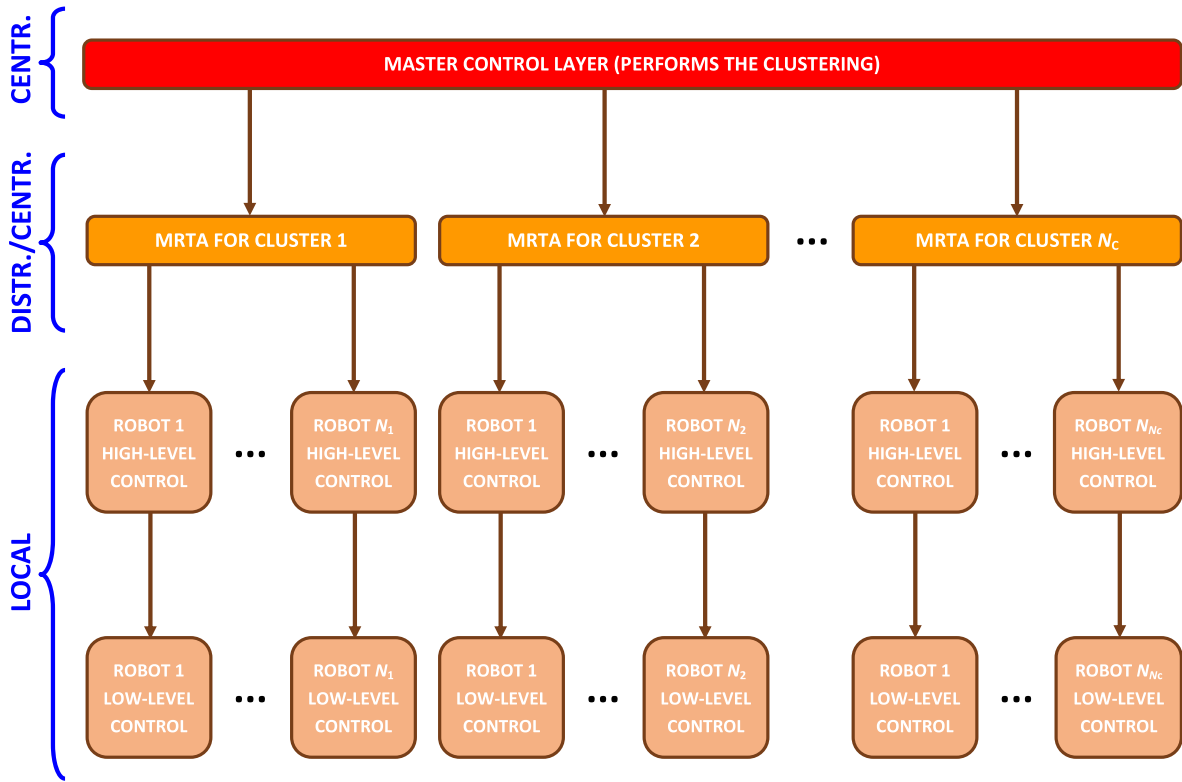 CENTR.
MASTER CONTROL LAYER (PERFORMS THE CLUSTERING)
DISTR./CENTR.
MRTA FOR CLUSTER 1
MRTA FOR CLUSTER 2
...
MRTA FOR CLUSTER N_C
LOCAL
ROBOT 1
HIGH-LEVEL
CONTROL
...
ROBOT N₁
HIGH-LEVEL
CONTROL
ROBOT 1
HIGH-LEVEL
CONTROL
...
ROBOT N₂
HIGH-LEVEL
CONTROL
ROBOT 1
HIGH-LEVEL
CONTROL
...
ROBOT N_Nc
HIGH-LEVEL
CONTROL
ROBOT 1
LOW-LEVEL
CONTROL
...
ROBOT N₁
LOW-LEVEL
CONTROL
ROBOT 1
LOW-LEVEL
CONTROL
...
ROBOT N₂
LOW-LEVEL
CONTROL
ROBOT 1
LOW-LEVEL
CONTROL
...
ROBOT N_Nc
LOW-LEVEL
CONTROL